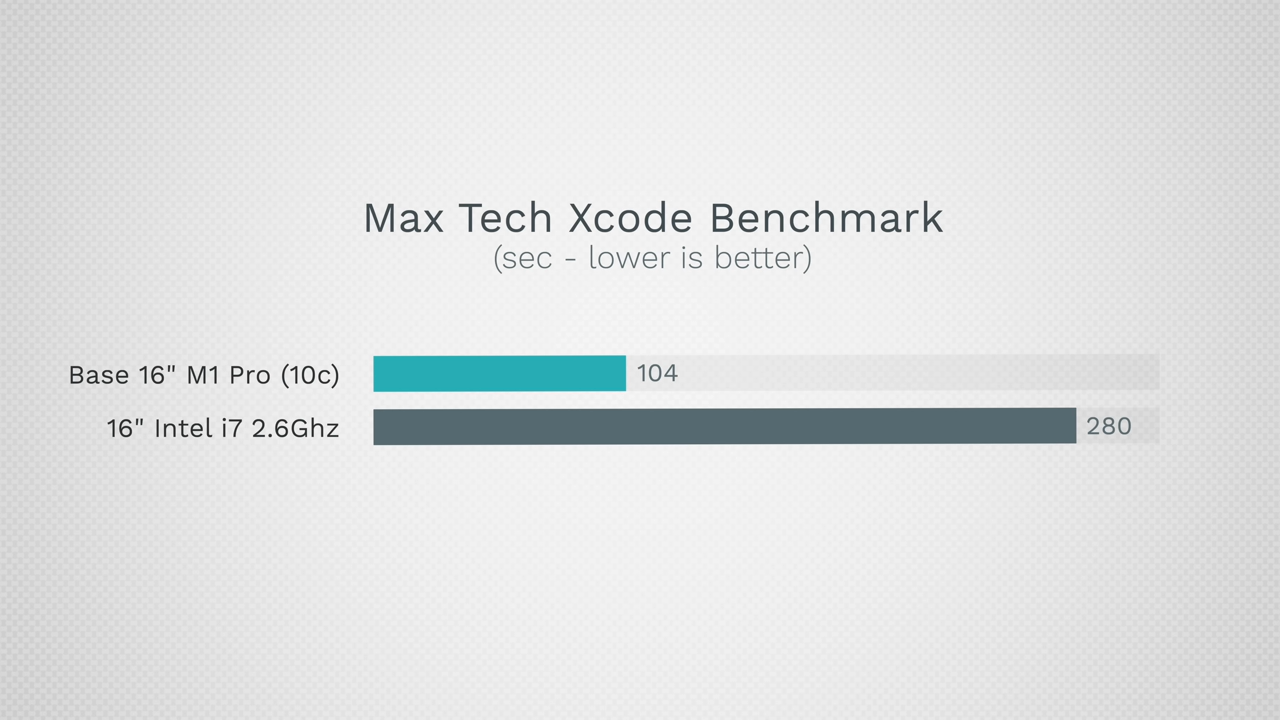 Max Tech Xcode Benchmark
(sec - lower is better)
Base 16" M1 Pro (10c) 104
16" Intel i7 2.6Ghz 280